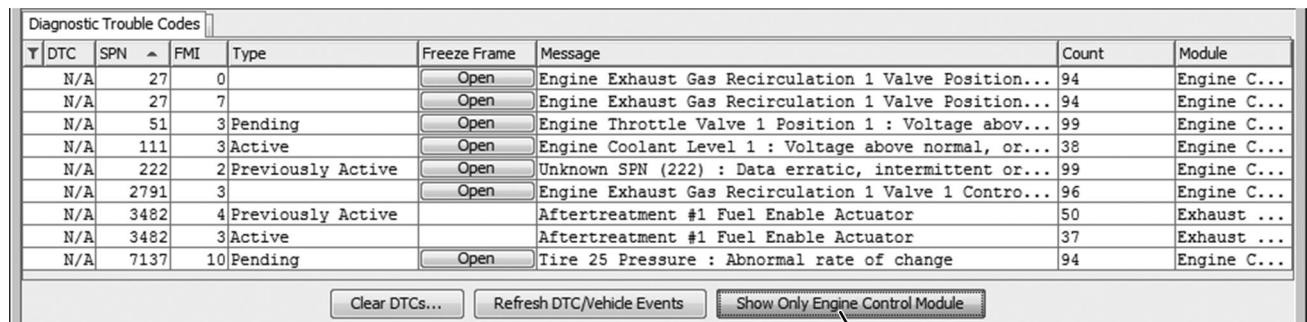 Diagnostic Trouble Codes
DTC SPN FMI Type Freeze Frame Message Count Module
N/A 27 0 Open Engine Exhaust Gas Recirculation 1 Valve Position... 94 Engine C...
N/A 27 7 Open Engine Exhaust Gas Recirculation 1 Valve Position... 94 Engine C...
N/A 51 3 Pending Open Engine Throttle Valve 1 Position 1 : Voltage abov... 99 Engine C...
N/A 111 3 Active Open Engine Coolant Level 1 : Voltage above normal, or... 38 Engine C...
N/A 222 2 Previously Active Open Unknown SPN (222) : Data erratic, intermittent or... 99 Engine C...
N/A 2791 3 Open Engine Exhaust Gas Recirculation 1 Valve 1 Contro... 96 Engine C...
N/A 3482 4 Previously Active Aftertreatment #1 Fuel Enable Actuator 50 Exhaust ...
N/A 3482 3 Active Aftertreatment #1 Fuel Enable Actuator 37 Exhaust ...
N/A 7137 10 Pending Open Tire 25 Pressure : Abnormal rate of change 94 Engine C...
Clear DTCs... Refresh DTC/Vehicle Events Show Only Engine Control Module